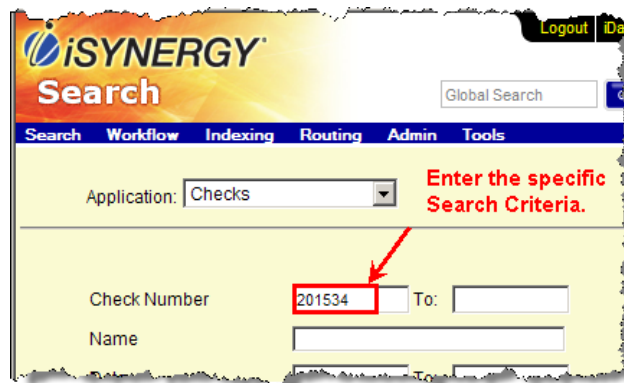 Logout
iSYNERGY
Search
Global Search
Search Workflow Indexing Routing Admin Tools
Application: Checks
Enter the specific
Search Criteria.
Check Number 201534 To:
Name
To